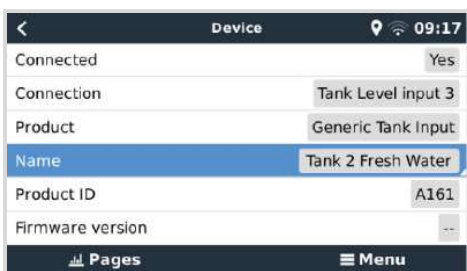 Device 09:17
Connected Yes
Connection Tank Level input 3
Product Generic Tank Input
Name Tank 2 Fresh Water
Product ID A161
Firmware version --
Pages Menu